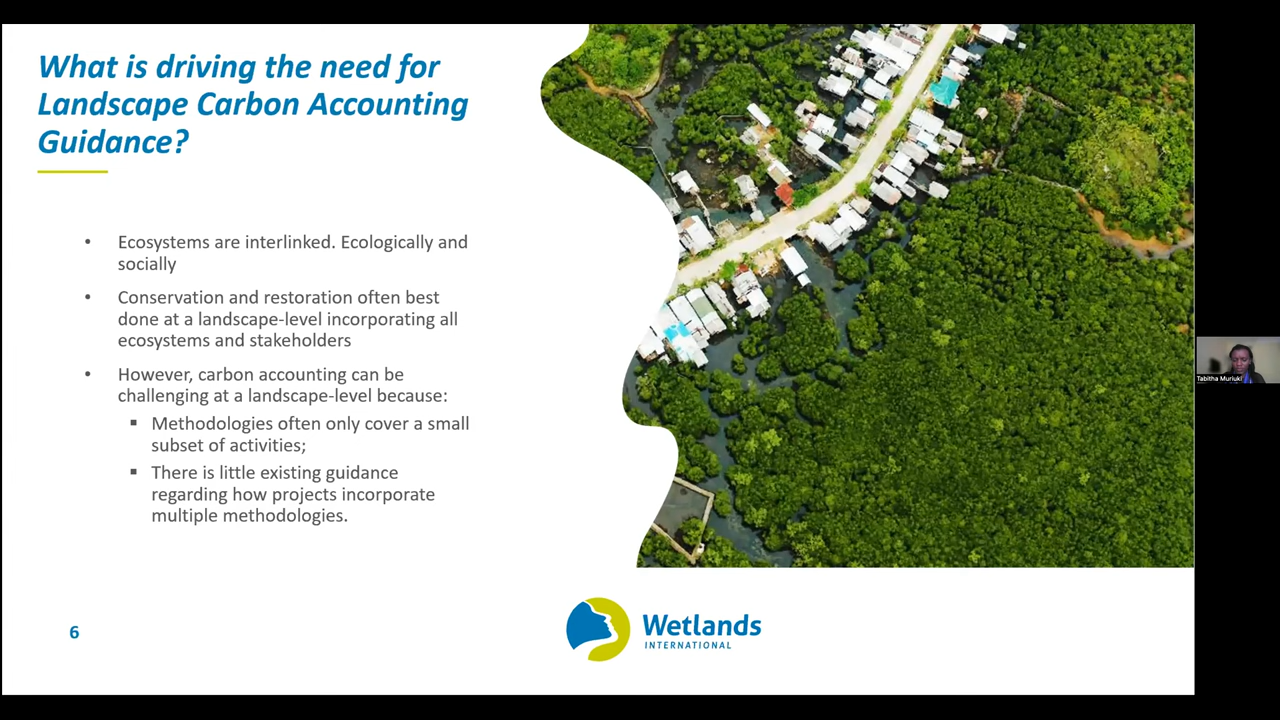 What is driving the need for
Landscape Carbon Accounting
Guidance?
• Ecosystems are interlinked. Ecologically and
socially
• Conservation and restoration often best
done at a landscape-level incorporating all
ecosystems and stakeholders
• However, carbon accounting can be
challenging at a landscape-level because:
▪ Methodologies often only cover a small
subset of activities;
▪ There is little existing guidance
regarding how projects incorporate
multiple methodologies.
Tabitha Muriuki
6
Wetlands
INTERNATIONAL